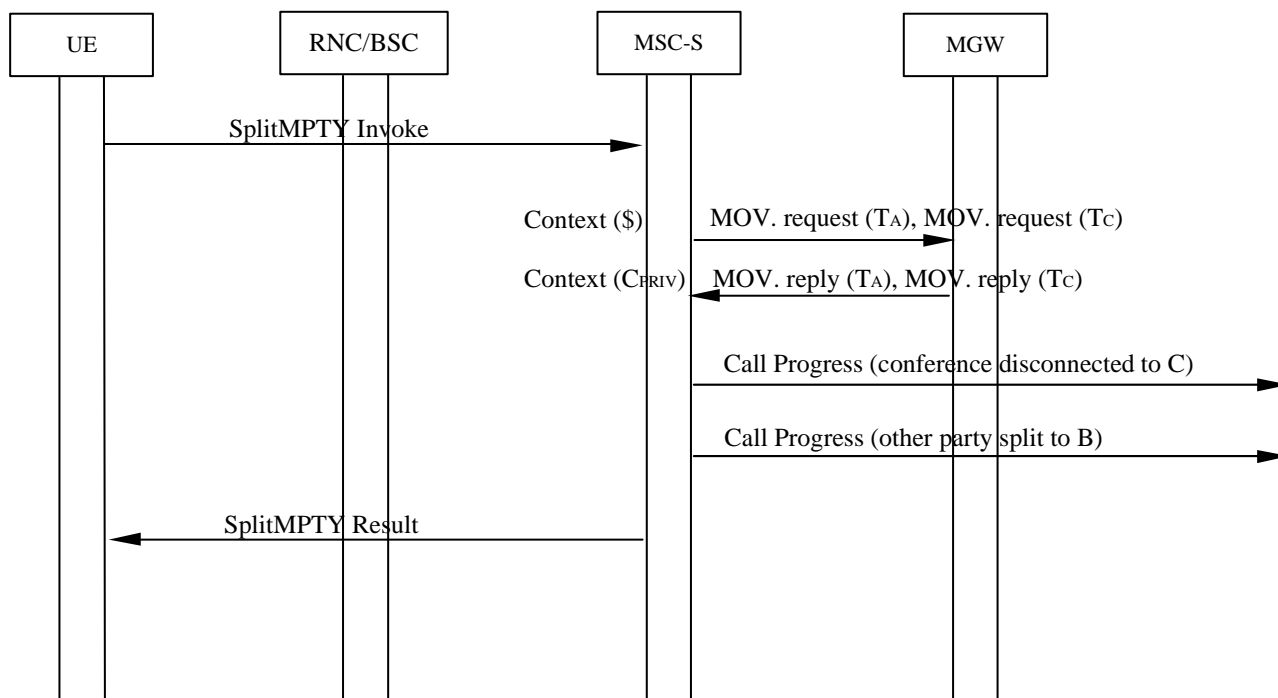 UE
RNC/BSC
MSC-S
MGW
SplitMPTY Invoke
Context ($)
MOV. request (TA), MOV. request (TC)
Context (CPRIV)
MOV. reply (TA), MOV. reply (TC)
Call Progress (conference disconnected to C)
Call Progress (other party split to B)
SplitMPTY Result